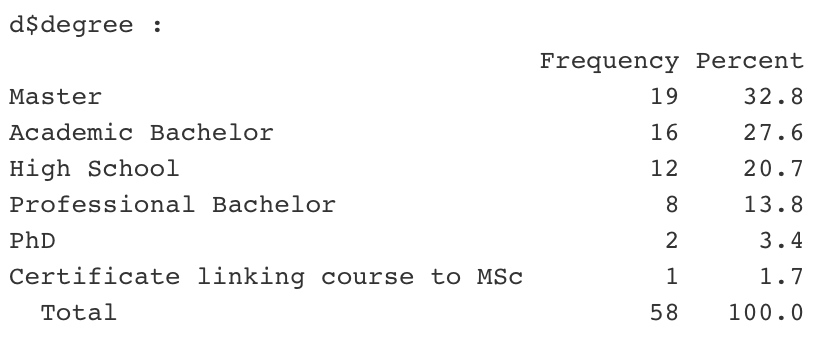 d$degree :
Frequency Percent
Master 19 32.8
Academic Bachelor 16 27.6
High School 12 20.7
Professional Bachelor 8 13.8
PhD 2 3.4
Certificate linking course to MSc 1 1.7
Total 58 100.0